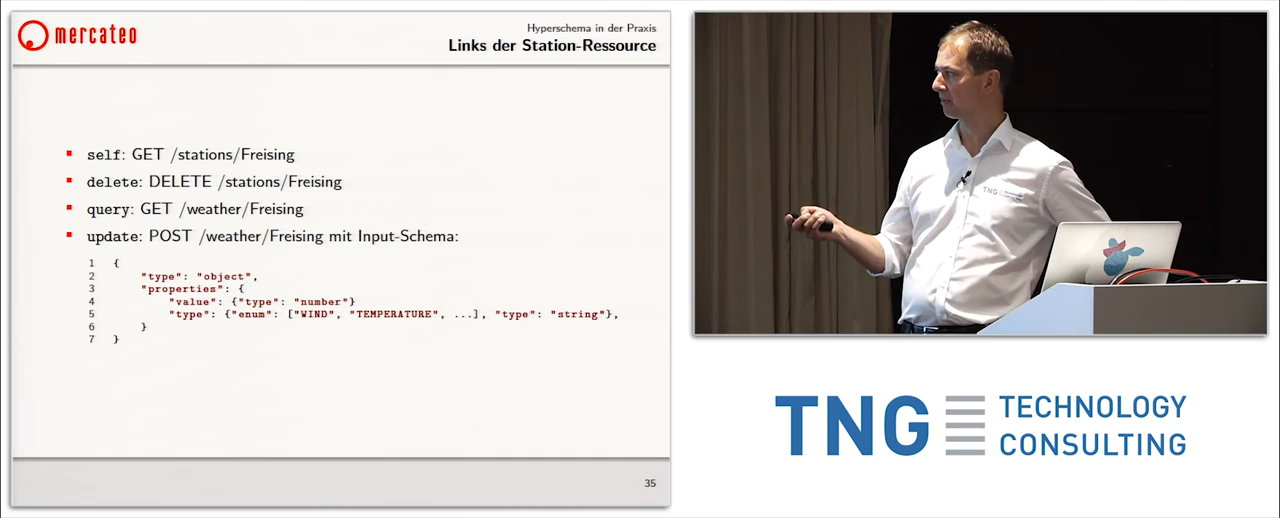 mercateo
Hyperschema in der Praxis
Links der Station-Ressource
self: GET /stations/Freising
delete: DELETE /stations/Freising
query: GET /weather/Freising
update: POST /weather/Freising mit Input-Schema:
1 {
2 "type": "object",
3 "properties": {
4 "value": {"type": "number"}
5 "type": {"enum": ["WIND", "TEMPERATURE", ...], "type": "string"},
6 }
7 }
35
TNG
TNG TECHNOLOGY
CONSULTING